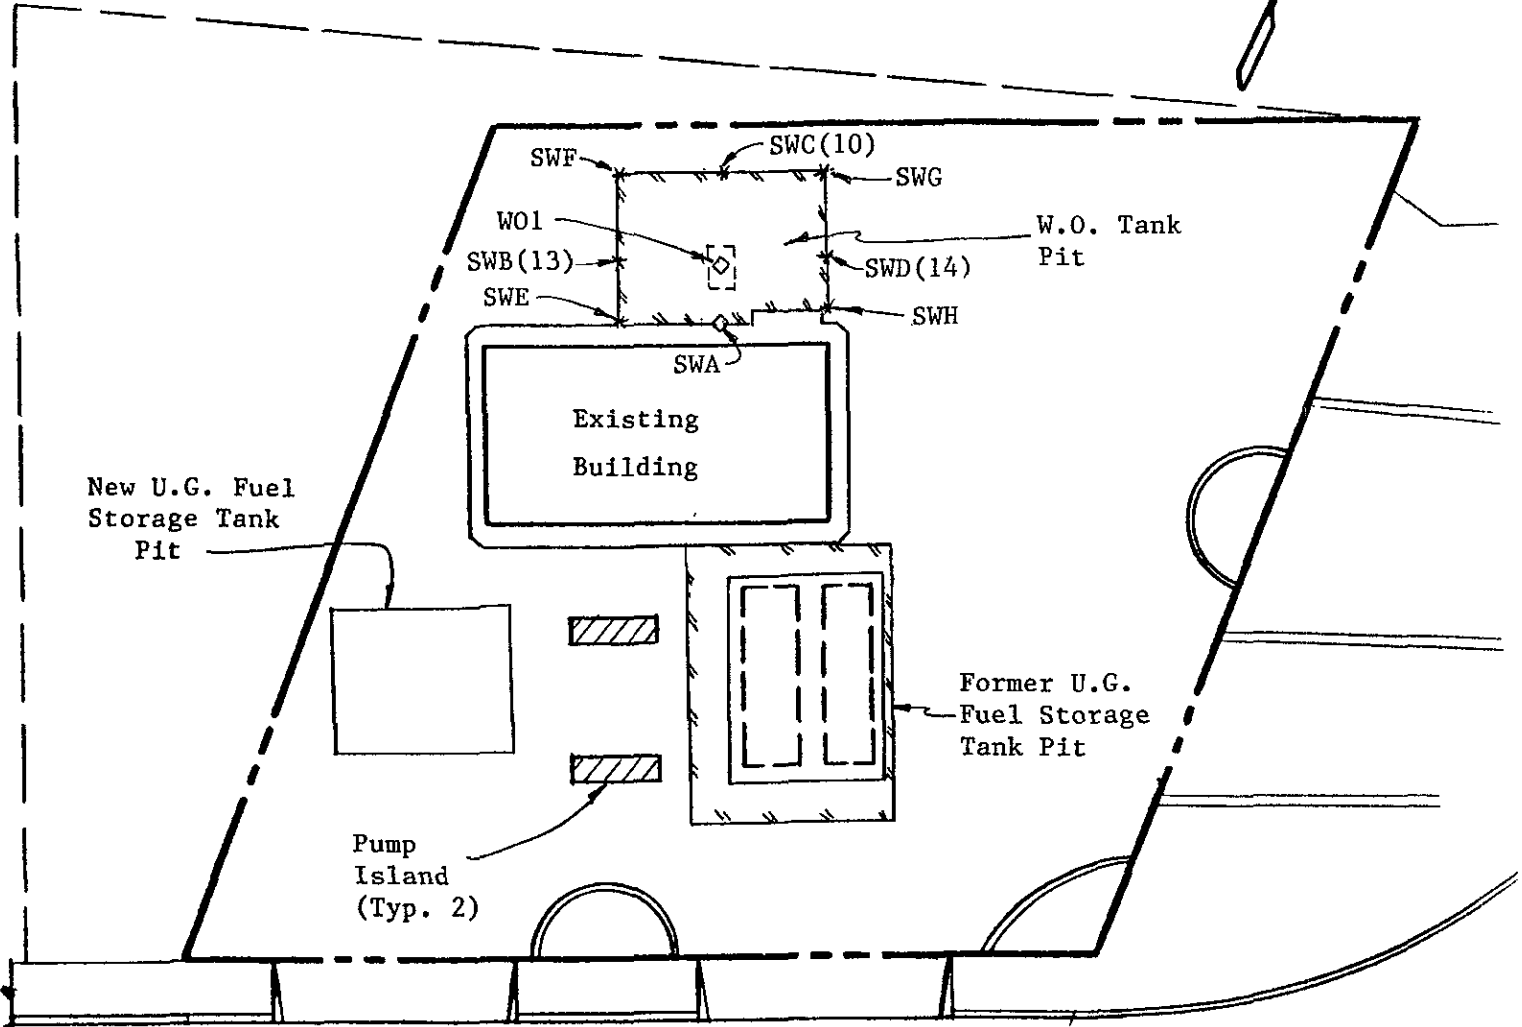 SWC(10)
SWF
SWG
WO1
W.O. Tank
Pit
SWB(13)
SWD(14)
SWE
SWH
SWA
Existing
Building
New U.G. Fuel
Storage Tank
Pit
Former U.G.
Fuel Storage
Tank Pit
Pump
Island
(Typ. 2)